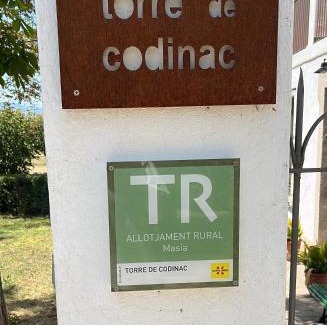 torre de
codinac
TR
ALLOTJAMENT RURAL
Masia
TORRE DE CODINAC